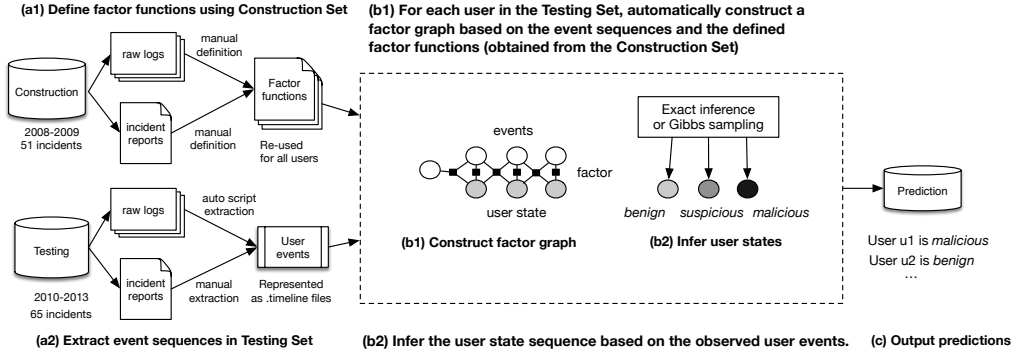 (a1) Define factor functions using Construction Set
(b1) For each user in the Testing Set, automatically construct a
factor graph based on the event sequences and the defined
factor functions (obtained from the Construction Set)
Construction
2008-2009
51 incidents
raw logs
incident
reports
manual
definition
manual
definition
Factor
functions
Re-used
for all users
Testing
2010-2013
65 incidents
raw logs
incident
reports
auto script
extraction
manual
extraction
User
events
Represented
as .timeline files
(a2) Extract event sequences in Testing Set
events
factor
user state
(b1) Construct factor graph
Exact inference
or Gibbs sampling
benign suspicious malicious
(b2) Infer user states
(b2) Infer the user state sequence based on the observed user events.
Prediction
User u1 is malicious
User u2 is benign
...
(c) Output predictions